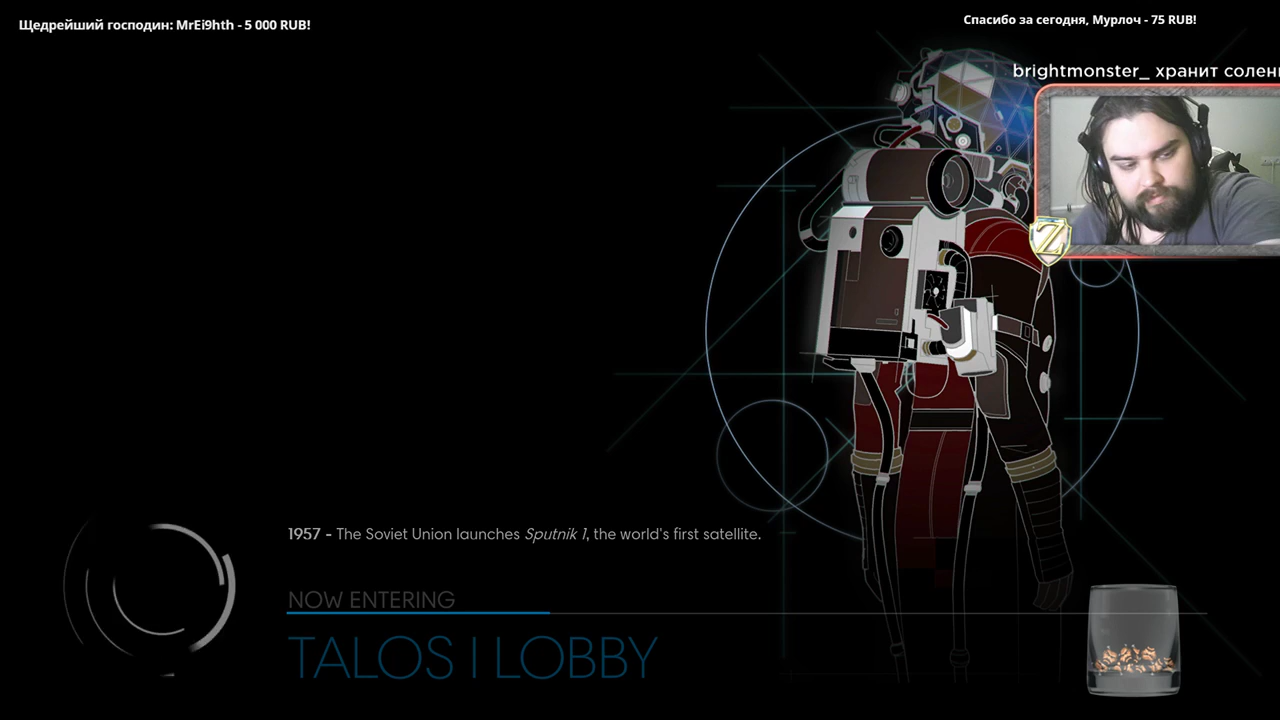 Щедрейший господин: MrEi9hth - 5 000 RUB!
Спасибо за сегодня, Мурлоч - 75 RUB!
brightmonster_ хранит
Z
1957 - The Soviet Union launches Sputnik 1, the world's first satellite.
NOW ENTERING
TALOS I LOBBY